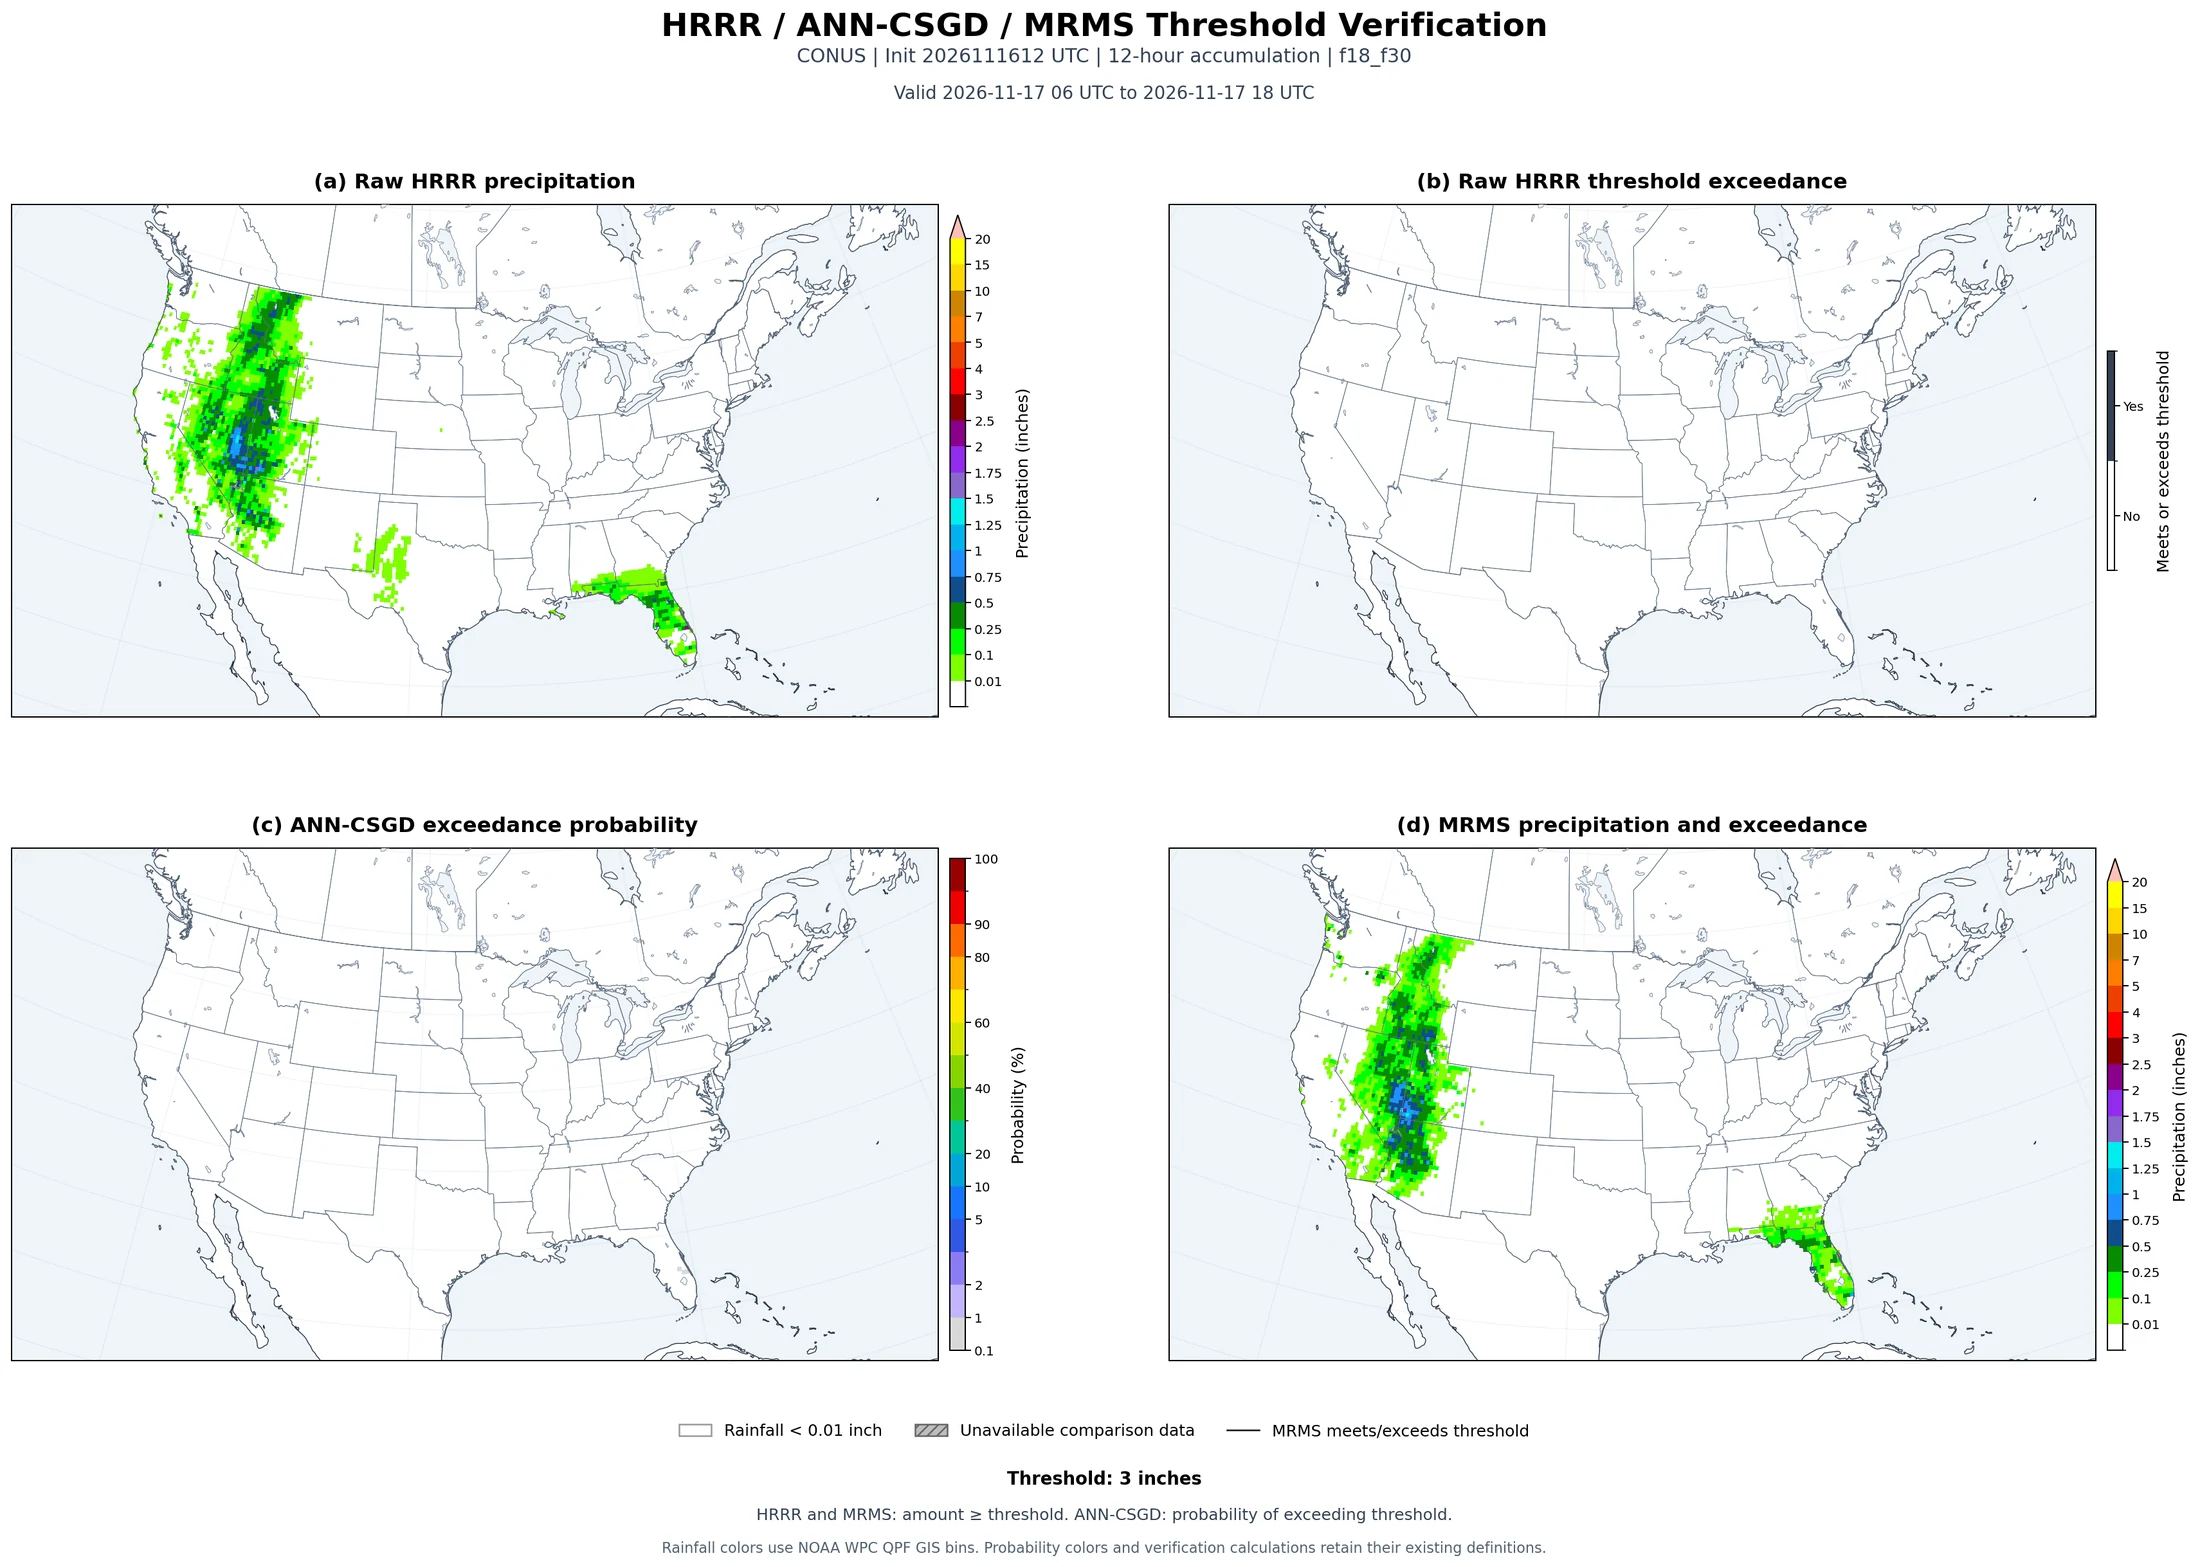 HRRR / ANN-CSGD / MRMS Threshold Verification
CONUS | Init 2026111612 UTC | 12-hour accumulation | f18_f30
Valid 2026-11-17 06 UTC to 2026-11-17 18 UTC
(a) Raw HRRR precipitation
20
15
10
7
5
4
3
2.5
2
1.75
1.5
1.25
1
0.75
0.5
0.25
0.1
0.01
Precipitation (inches)
(b) Raw HRRR threshold exceedance
Yes
No
Meets or exceeds threshold
(c) ANN-CSGD exceedance probability
100
90
80
60
40
20
10
5
2
1
0.1
Probability (%)
(d) MRMS precipitation and exceedance
20
15
10
7
5
4
3
2.5
2
1.75
1.5
1.25
1
0.75
0.5
0.25
0.1
0.01
Precipitation (inches)
Rainfall < 0.01 inch
Unavailable comparison data
MRMS meets/exceeds threshold
Threshold: 3 inches
HRRR and MRMS: amount ≥ threshold. ANN-CSGD: probability of exceeding threshold.
Rainfall colors use NOAA WPC QPF GIS bins. Probability colors and verification calculations retain their existing definitions.